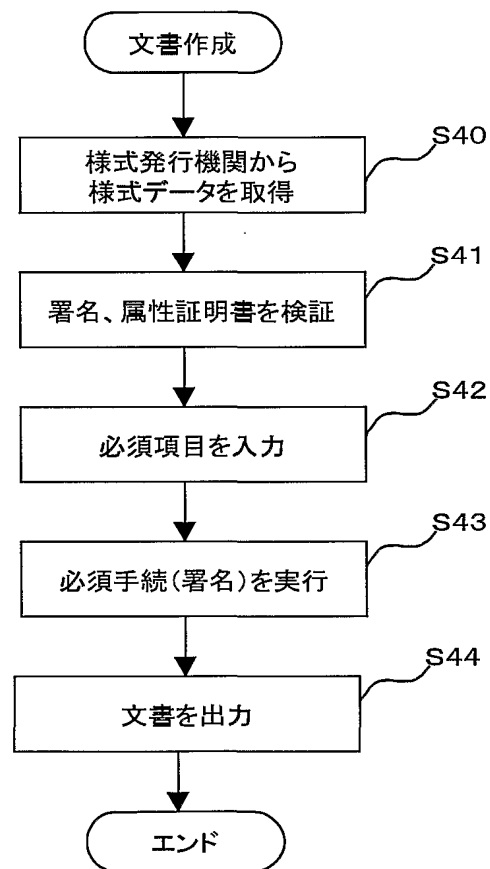 文書作成
様式発行機関から
様式データを取得
S40
署名、属性証明書を検証
S41
必須項目を入力
S42
必須手続(署名)を実行
S43
文書を出力
S44
エンド